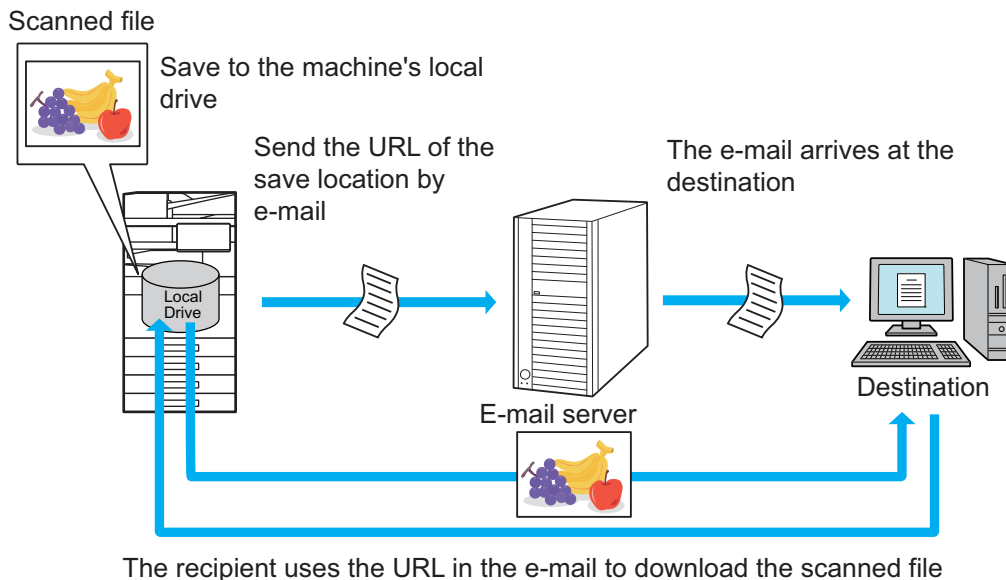 Scanned file
Save to the machine's local
drive
Send the URL of the
save location by
e-mail
The e-mail arrives at the
destination
Local
Drive
E-mail server
Destination
The recipient uses the URL in the e-mail to download the scanned file